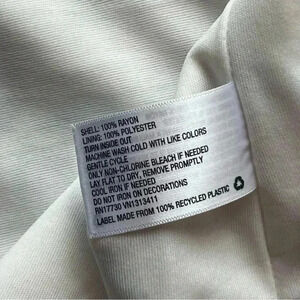 SHELL: 100% RAYON
LINING: 100% POLYESTER
TURN INSIDE OUT
MACHINE WASH COLD WITH LIKE COLORS
GENTLE CYCLE
ONLY NON-CHLORINE BLEACH IF NEEDED
LAY FLAT TO DRY, REMOVE PROMPTLY
COOL IRON IF NEEDED
DO NOT IRON ON DECORATIONS
RN17730 VN1313411
LABEL MADE FROM 100% RECYCLED PLASTIC